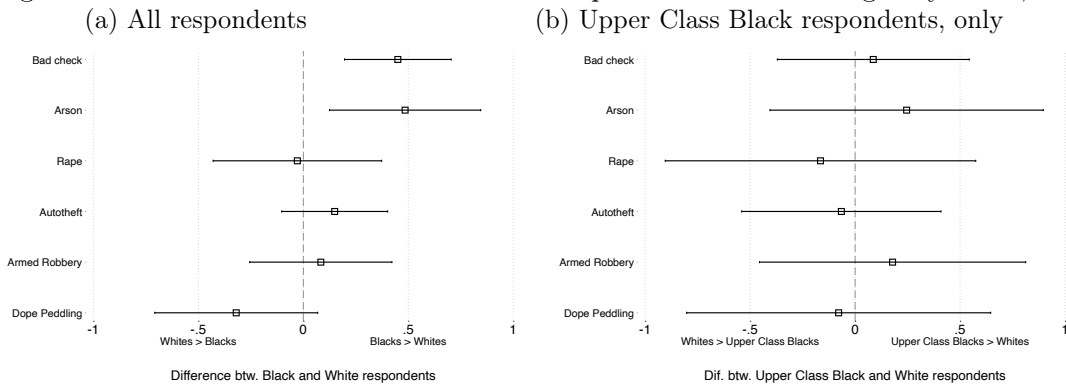 (a) All respondents
(b) Upper Class Black respondents, only
Bad check
Arson
Rape
Autotheft
Armed Robbery
Dope Peddling
-1
-.5
0
.5
1
Whites > Blacks
Blacks > Whites
Difference btw. Black and White respondents
Bad check
Arson
Rape
Autotheft
Armed Robbery
Dope Peddling
-1
-.5
0
.5
1
Whites > Upper Class Blacks
Upper Class Blacks > Whites
Dif. btw. Upper Class Black and White respondents